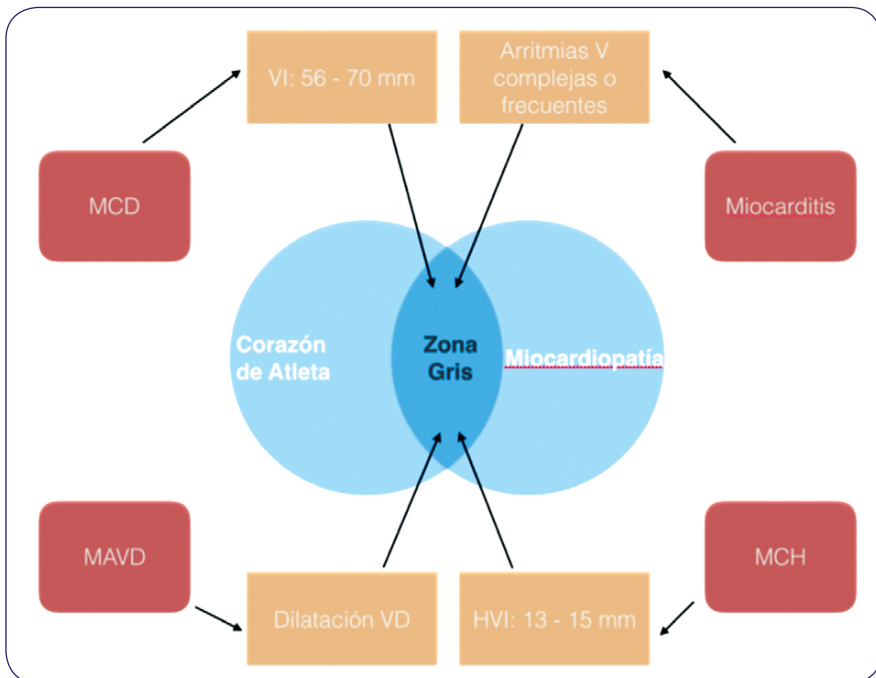 VI: 56 - 70 mm
Arritmias V
complejas o
frecuentes
MCD
Miocarditis
Corazón
de Atleta
Zona
Gris
Miocardiopatía
MAVD
MCH
Dilatación VD
HVI: 13 - 15 mm